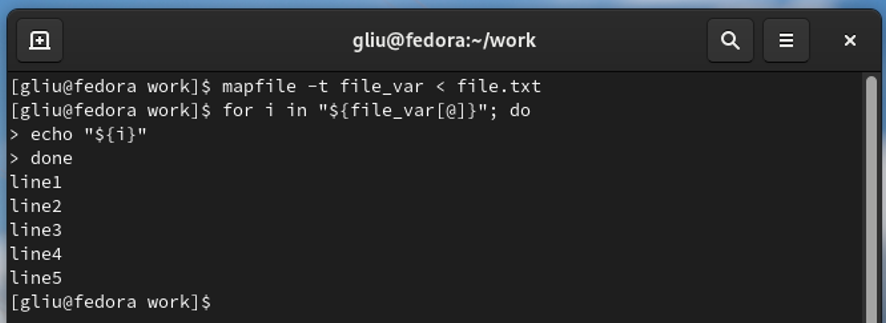 gliu@fedora:~/work
[gliu@fedora work]$ mapfile -t file_var < file.txt
[gliu@fedora work]$ for i in "${file_var[@]}"; do
> echo "${i}"
> done
line1
line2
line3
line4
line5
[gliu@fedora work]$